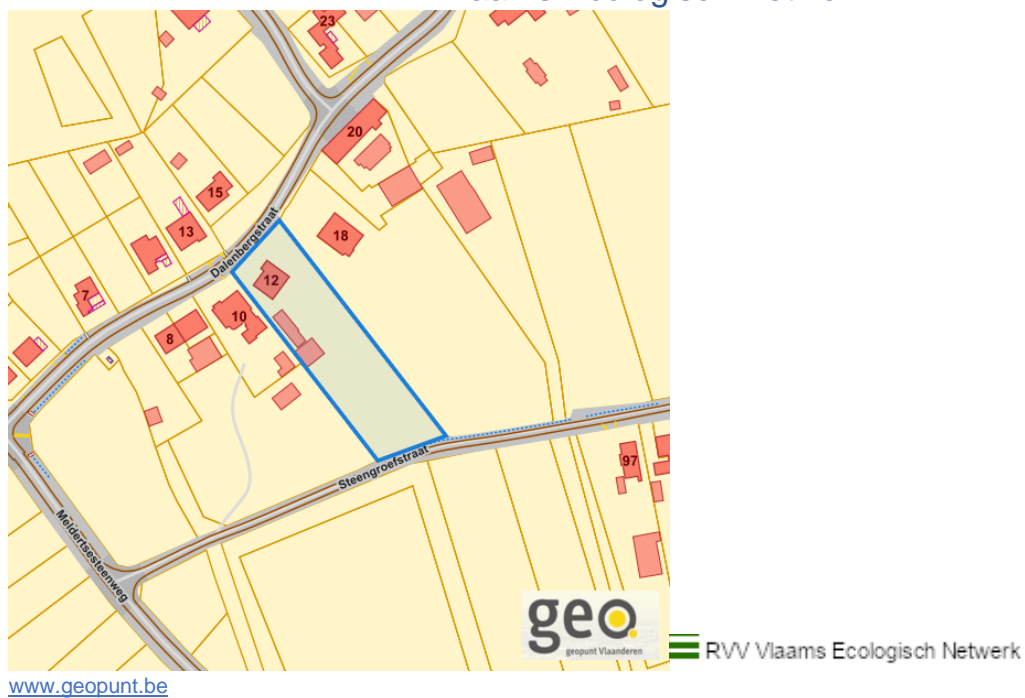 23
20
15
13
18
Dalenbergstraat
12
7
10
8
Steengroefstraat
97
Meldertsesteenweg
geo.
geopunt Vlaanderen
RVV Vlaams Ecologisch Netwerk
www.geopunt.be